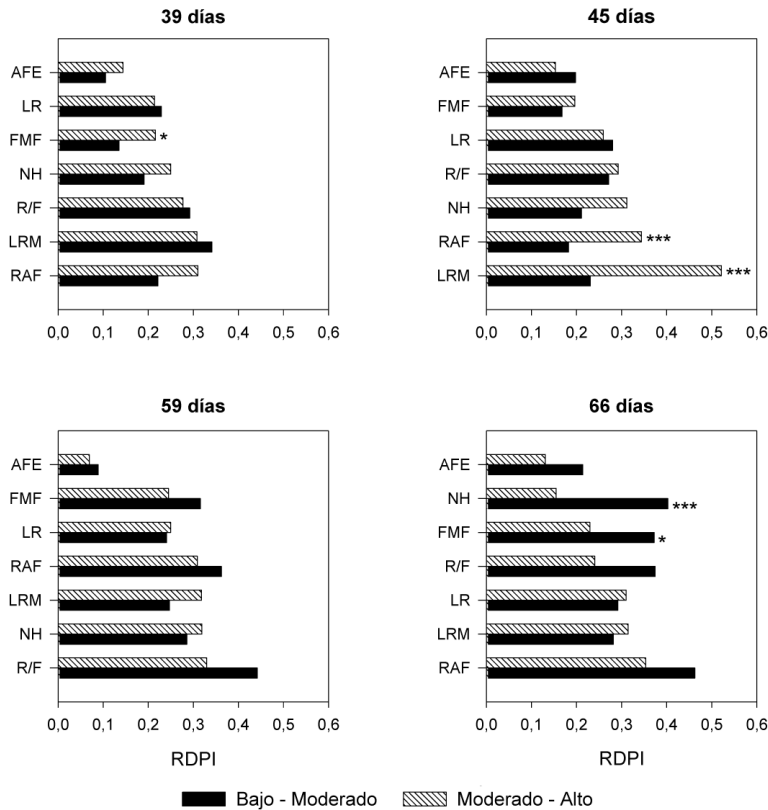 39 días
AFE
LR
FMF
*
NH
R/F
LRM
RAF
0,0 0,1 0,2 0,3 0,4 0,5 0,6
45 días
AFE
FMF
LR
R/F
NH
RAF
***
LRM
***
0,0 0,1 0,2 0,3 0,4 0,5 0,6
59 días
AFE
FMF
LR
RAF
LRM
NH
R/F
0,0 0,1 0,2 0,3 0,4 0,5 0,6
RDPI
66 días
AFE
NH
***
FMF
*
R/F
LR
LRM
RAF
0,0 0,1 0,2 0,3 0,4 0,5 0,6
RDPI
Bajo - Moderado Moderado - Alto